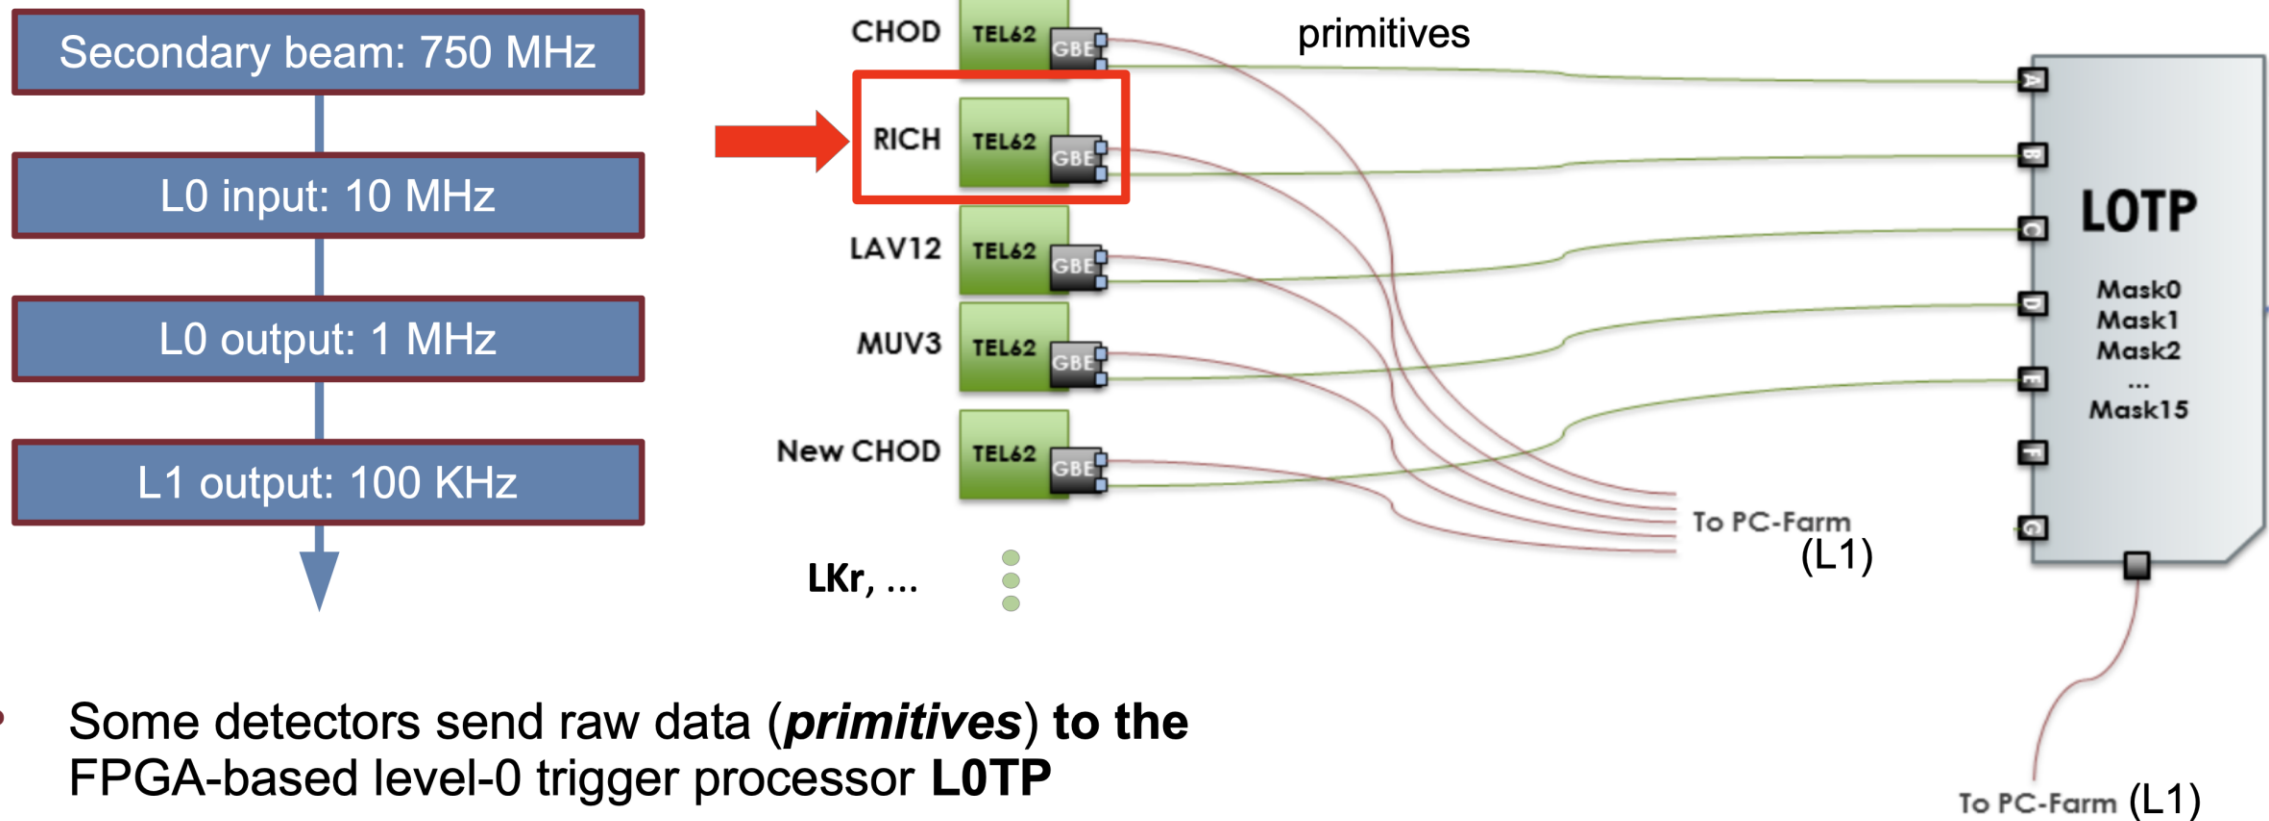 Secondary beam: 750 MHz
L0 input: 10 MHz
L0 output: 1 MHz
L1 output: 100 KHz
CHOD
TEL62
GBE
primitives
RICH
TEL62
GBE
LAV12
TEL62
GBE
MUV3
TEL62
GBE
New CHOD
TEL62
GBE
LKr, ...
To PC-Farm
(L1)
A
B
C
D
E
F
G
L0TP
Mask0
Mask1
Mask2
...
Mask15
To PC-Farm (L1)
• Some detectors send raw data (primitives) to the
FPGA-based level-0 trigger processor L0TP